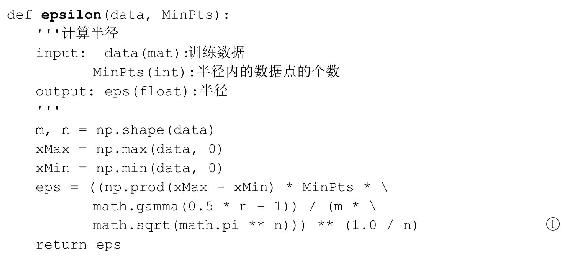 def epsilon(data, MinPts):
'''计算半径
input: data(mat):训练数据
MinPts(int):半径内的数据点的个数
output: eps(float):半径
'''
m, n = np.shape(data)
xMax = np.max(data, 0)
xMin = np.min(data, 0)
eps = ((np.prod(xMax - xMin) * MinPts * \
math.gamma(0.5 * n + 1)) / (m * \
math.sqrt(math.pi ** n))) ** (1.0 / n) ①
return eps